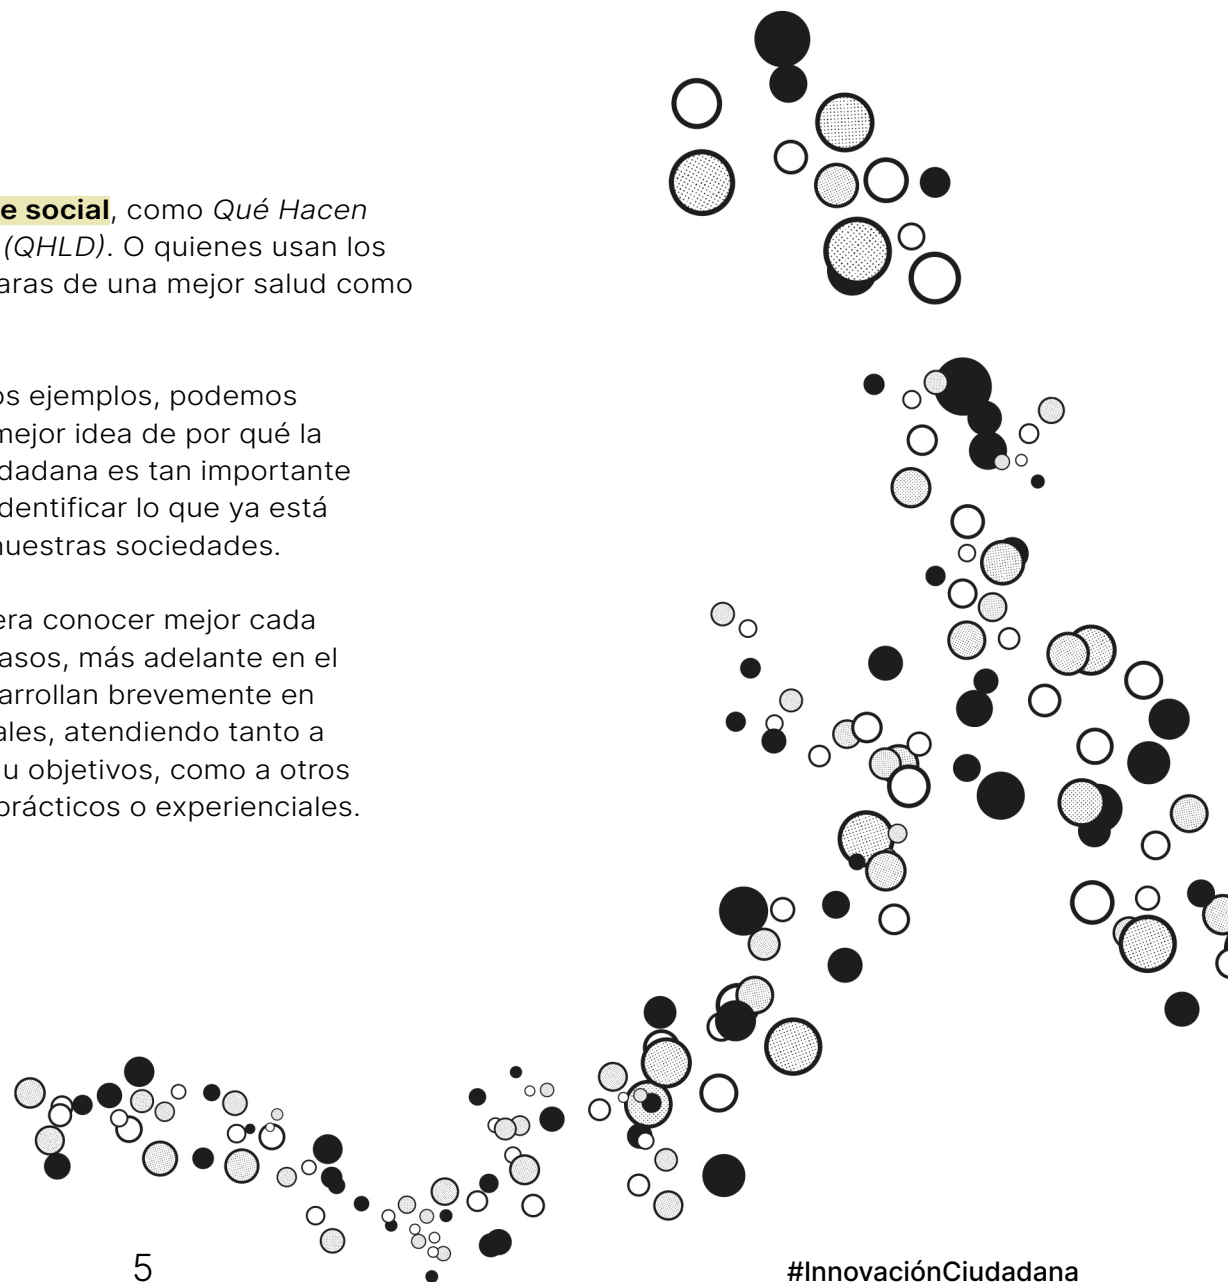 e social, como Qué Hacen
(QHLD). O quienes usan los
aras de una mejor salud como
os ejemplos, podemos
mejor idea de por qué la
dadana es tan importante
dentificar lo que ya está
nuestras sociedades.
era conocer mejor cada
asos, más adelante en el
arrollan brevemente en
ales, atendiendo tanto a
u objetivos, como a otros
prácticos o experienciales.
5
#InnovaciónCiudadana